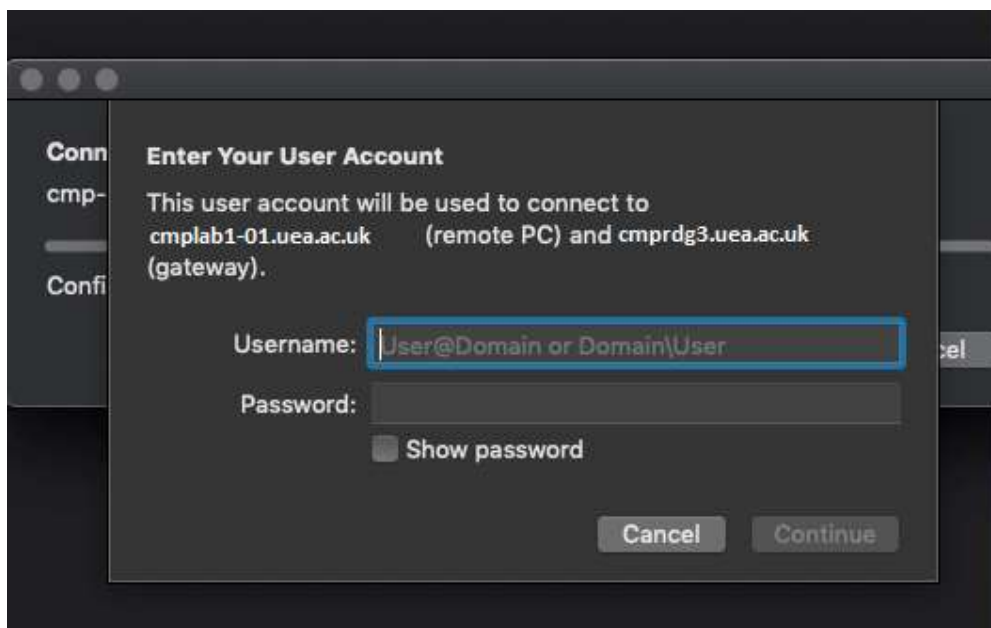 Conn
cmp-
Confi
cel
Enter Your User Account
This user account will be used to connect to
cmplab1-01.uea.ac.uk (remote PC) and cmprdg3.uea.ac.uk
(gateway).
Username: User@Domain or Domain\User
Password:
Show password
Cancel Continue